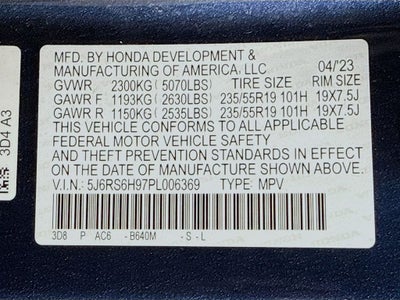 MFD. BY HONDA DEVELOPMENT &
MANUFACTURING OF AMERICA, LLC 04/23
GVWR 2300KG (5070LBS) TIRE SIZE RIM SIZE
GAWR F 1193KG (2630LBS) 235/55R19 101H 19X7.5J
GAWR R 1150KG (2535LBS) 235/55R19 101H 19X7.5J
THIS VEHICLE CONFORMS TO ALL APPLICABLE
FEDERAL MOTOR VEHICLE SAFETY
STANDARDS IN EFFECT ON THE DATE OF
MANUFACTURE SHOWN ABOVE.
V.I.N.: 5J6RS6H97PL006369 TYPE: MPV
3D8 P AC6 -B640M -S-L
3D4 A3